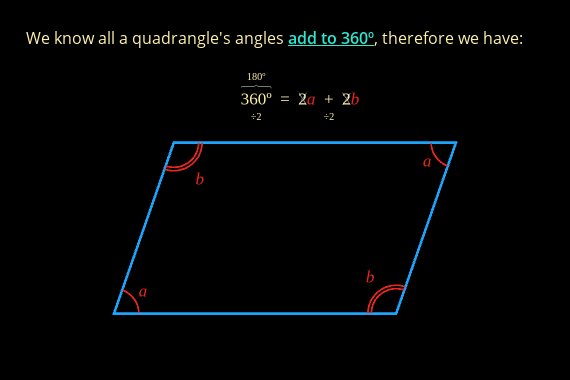 We know all a quadrangle's angles add to 360º, therefore we have:
180º
360º = 2a + 2b
÷2 ÷2
b
a
b
a